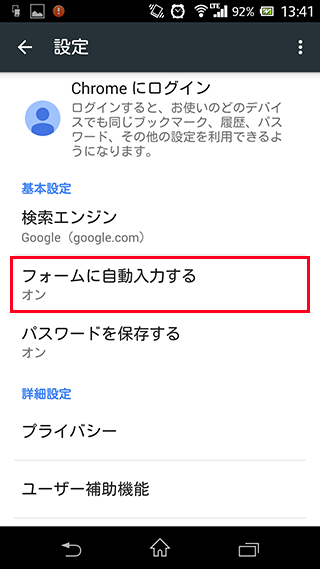 LTE 92% 13:41
設定
Chrome にログイン
ログインすると、お使いのどのデバイ
スでも同じブックマーク、履歴、パス
ワード、その他の設定を利用できるよ
うになります。
基本設定
検索エンジン
Google（google.com）
フォームに自動入力する
オン
パスワードを保存する
オン
詳細設定
プライバシー
ユーザー補助機能